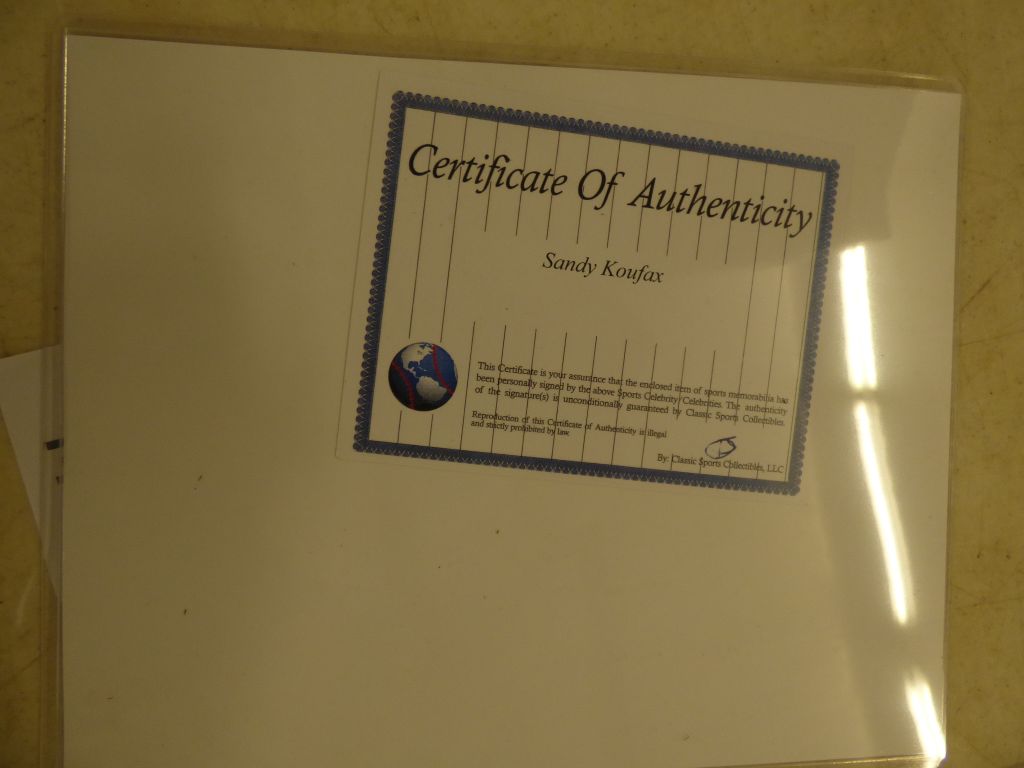 Certificate Of Authenticity
Sandy Koufax
This Certificate is your assurance that the enclosed item of sports memorabilia has
been personally signed by the above Sports Celebrity/Celebrities. The authenticity
of the signature(s) is unconditionally guaranteed by Classic Sports Collectibles.
Reproduction of this Certificate of Authenticity is illegal
and strictly prohibited by law.
By: Classic Sports Collectibles, LLC